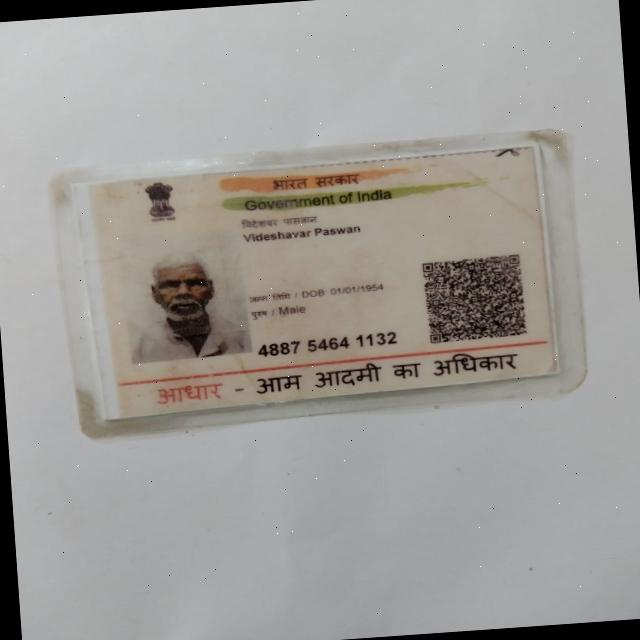 भारत सरकार
Government of India
विदेशवर पासवान
Videshavar Paswan
जन्म तिथि / DOB 01/01/1954
पुरुष / Male
4887 5464 1132
आधार - आम आदमी का अधिकार